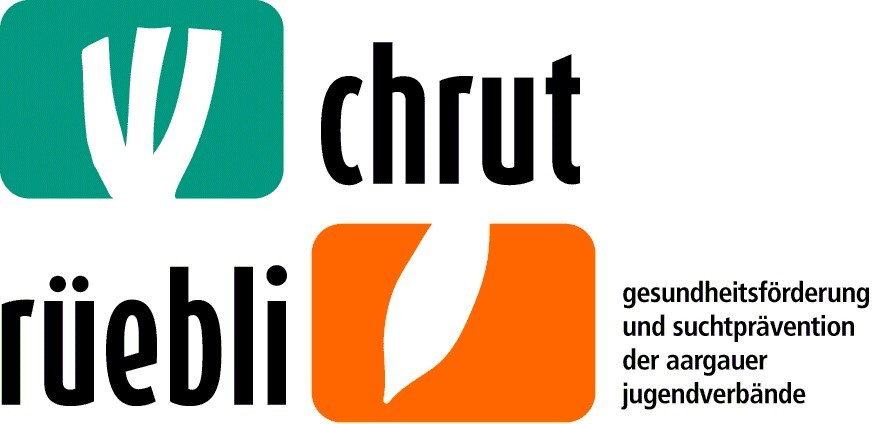 chrut
rüebli
gesundheitsförderung
und suchtprävention
der aargauer
jugendverbände